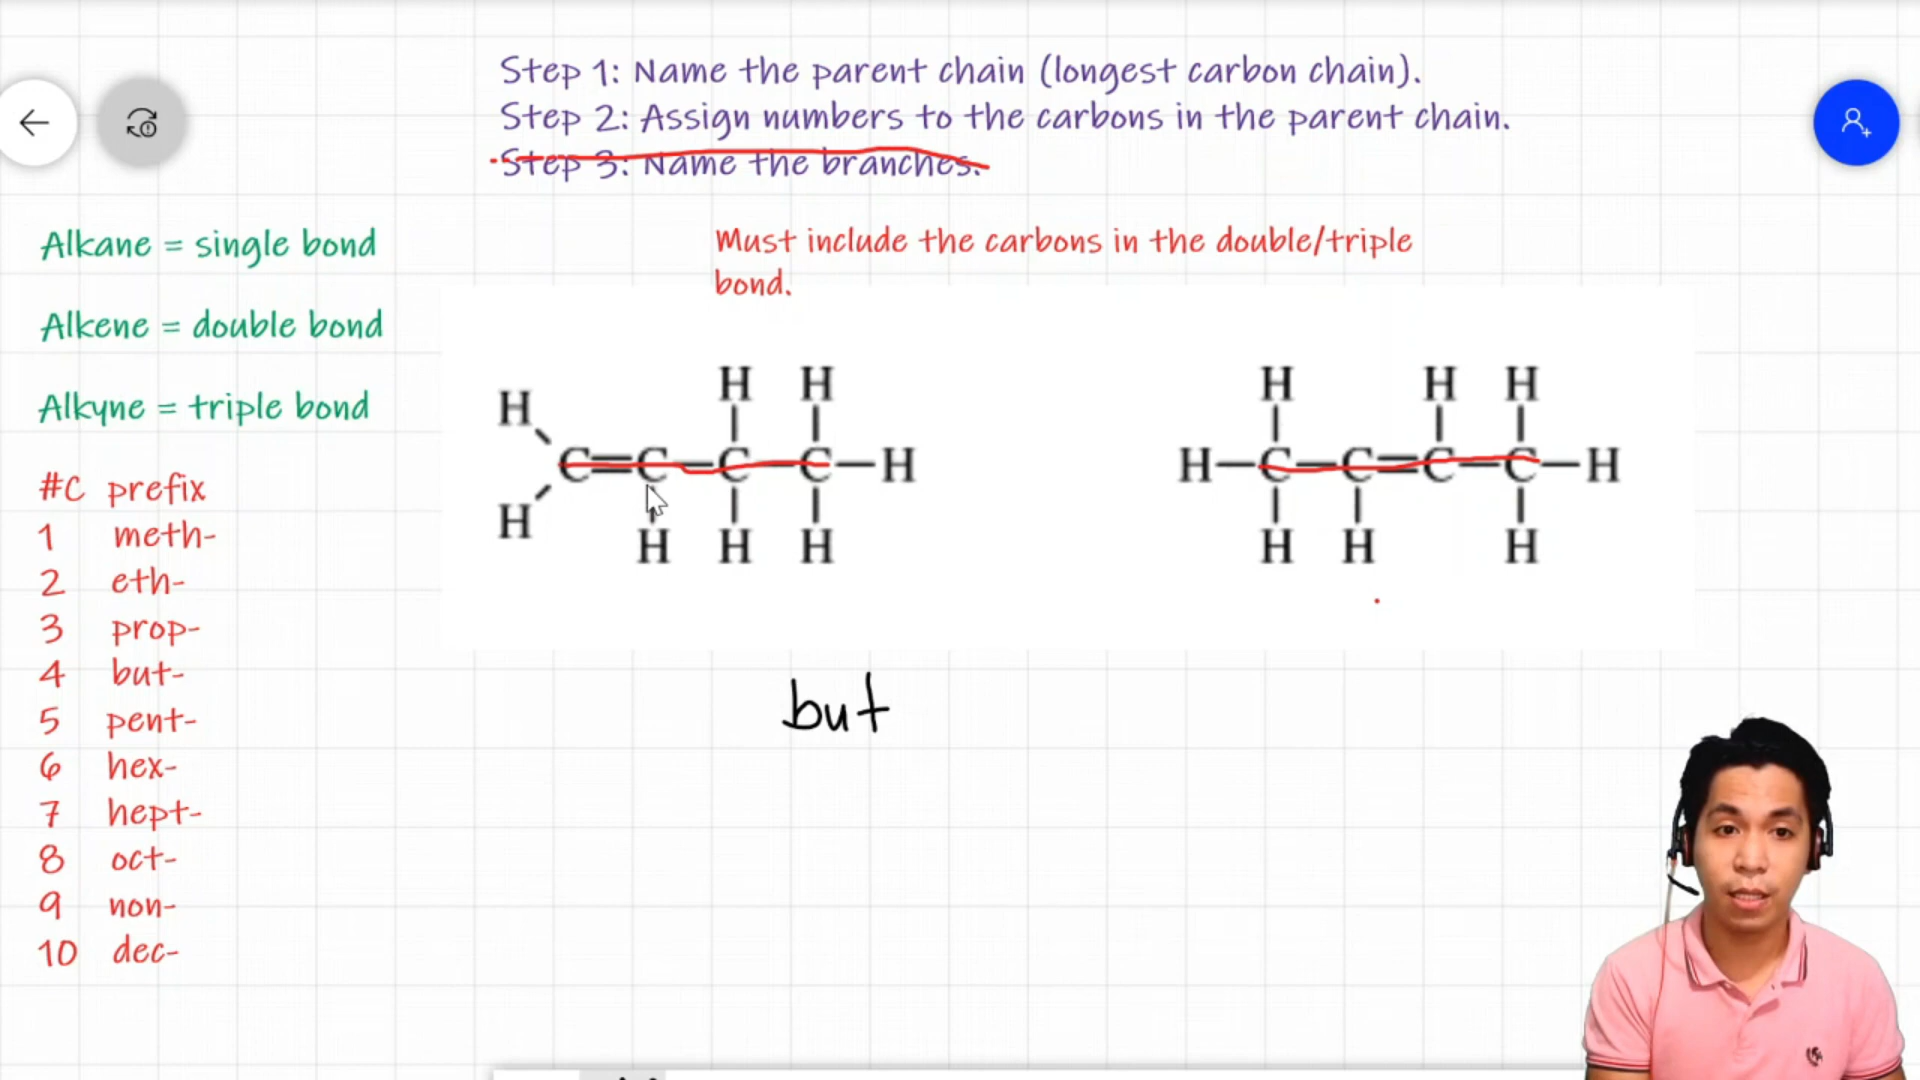 Step 1: Name the parent chain (longest carbon chain).
Step 2: Assign numbers to the carbons in the parent chain.
Step 3: Name the branches.
Alkane = single bond
Must include the carbons in the double/triple
bond.
Alkene = double bond
Alkyne = triple bond
H H H H H H
H
C=C-C-C-H H-C-C=C-C-H
H
H H H H H H
#C prefix
1 meth-
2 eth-
3 prop-
4 but-
5 pent-
6 hex-
7 hept-
8 oct-
9 non-
10 dec-
but